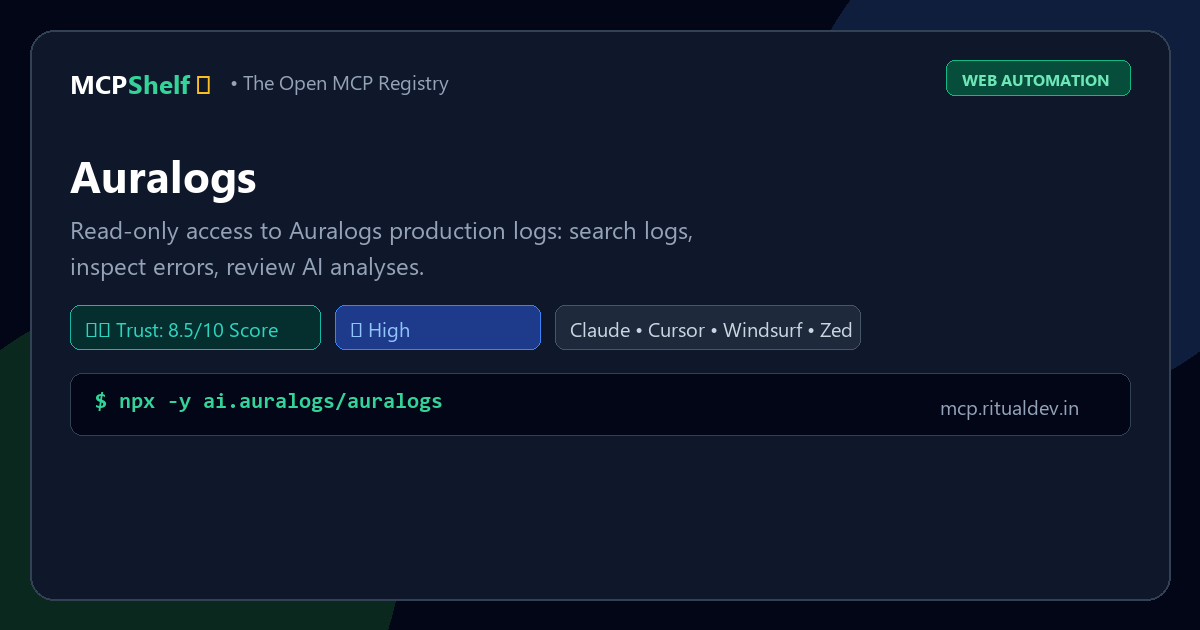 MCPShelf • The Open MCP Registry
WEB AUTOMATION
Auralogs
Read-only access to Auralogs production logs: search logs,
inspect errors, review AI analyses.
Trust: 8.5/10 Score
High
Claude • Cursor • Windsurf • Zed
$ npx -y ai.auralogs/auralogs
mcp.ritualdev.in